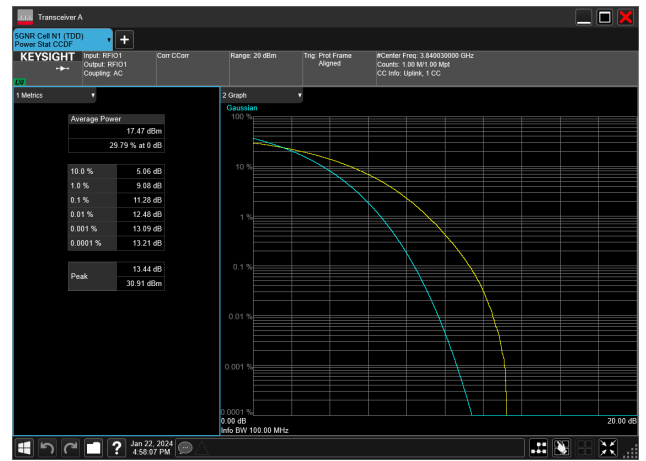 Transceiver A
5GNR Cell N1 (TDD)
Power Stat CCDF
KEYSIGHT
Input: RFIO1
Output: RFIO1
Coupling: AC
Corr CCorr
Range: 20 dBm
Trig: Prot Frame
Aligned
#Center Freq: 3.840030000 GHz
Counts: 1.00 M/1.00 Mpt
CC Info: Uplink, 1 CC
1 Metrics
Average Power
17.47 dBm
29.79 % at 0 dB
10.0 % 5.06 dB
1.0 % 9.08 dB
0.1 % 11.28 dB
0.01 % 12.48 dB
0.001 % 13.09 dB
0.0001 % 13.21 dB
Peak
13.44 dB
30.91 dBm
2 Graph
Gaussian
100 %
10 %
1 %
0.1 %
0.01 %
0.001 %
0.0001 %
0.00 dB
20.00 dB
Info BW 100.00 MHz
Jan 22, 2024
4:58:07 PM